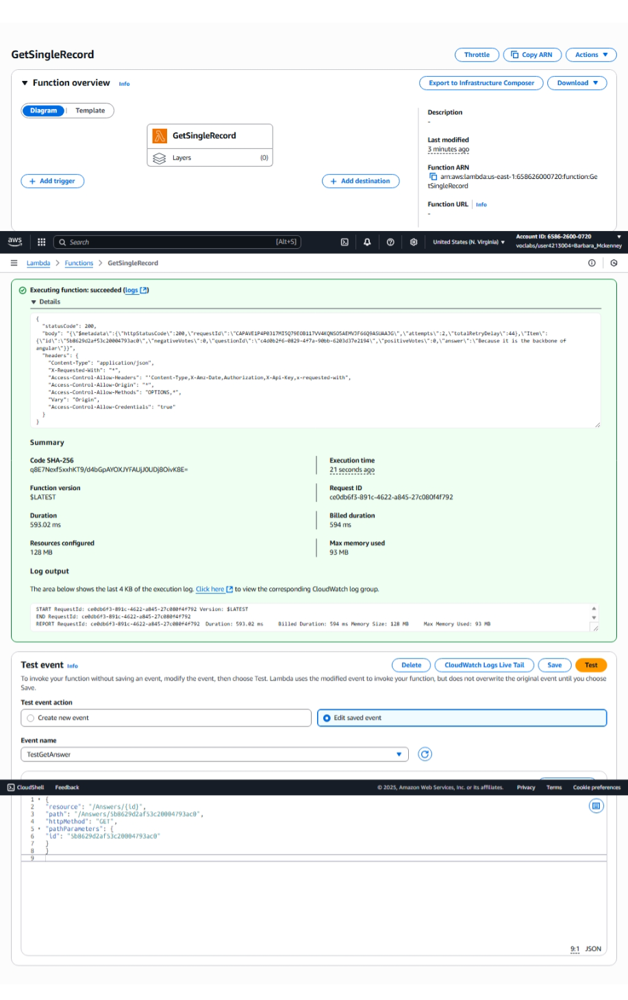 GetSingleRecord
Throttle
Copy ARN
Actions
Function overview Info
Export to Infrastructure Composer
Download
Diagram
Template
GetSingleRecord
Layers (0)
+ Add trigger
+ Add destination
Description
-
Last modified
3 minutes ago
Function ARN
arn:aws:lambda:us-east-1:658626000720:function:Ge
tSingleRecord
Function URL Info
-
aws
Search [Alt+S]
United States (N. Virginia)
Account ID: 6586-2600-0720
voclabs/user4213004=Barbara_Mckenney
Lambda > Functions > GetSingleRecord
Executing function: succeeded (logs)
Details
{
"statusCode": 200,
"body": "{\"$metadata\":{\"httpStatusCode\":200,\"requestId\":\"CAPAVE1P4P0317MI5Q79EOB117VV4KQNSO5AEMVJF66Q9ASUAAJG\",\"attempts\":2,\"totalRetryDelay\":44},\"Item\":
{\"id\":\"5b8629d2af53c20004793ac0\",\"negativeVotes\":0,\"questionId\":\"c4d0b2f6-0829-4f7a-90bb-6203d37e2194\",\"positiveVotes\":0,\"answer\":\"Because it is the backbone of
angular\"}}",
"headers": {
"Content-Type": "application/json",
"X-Requested-With": "*",
"Access-Control-Allow-Headers": "'Content-Type,X-Amz-Date,Authorization,X-Api-Key,x-requested-with",
"Access-Control-Allow-Origin": "*",
"Access-Control-Allow-Methods": "OPTIONS,*",
"Vary": "Origin",
"Access-Control-Allow-Credentials": "true"
}
}
Summary
Code SHA-256
q8E7Nexf5xxhKT9/d4bGpAYOXJYFAUjJ0UDj8OivK8E=
Execution time
21 seconds ago
Function version
$LATEST
Request ID
ce0db6f3-891c-4622-a845-27c080f4f792
Duration
593.02 ms
Billed duration
594 ms
Resources configured
128 MB
Max memory used
93 MB
Log output
The area below shows the last 4 KB of the execution log. Click here to view the corresponding CloudWatch log group.
START RequestId: ce0db6f3-891c-4622-a845-27c080f4f792 Version: $LATEST
END RequestId: ce0db6f3-891c-4622-a845-27c080f4f792
REPORT RequestId: ce0db6f3-891c-4622-a845-27c080f4f792 Duration: 593.02 ms Billed Duration: 594 ms Memory Size: 128 MB Max Memory Used: 93 MB
Test event Info
Delete
CloudWatch Logs Live Tail
Save
Test
To invoke your function without saving an event, modify the event, then choose Test. Lambda uses the modified event to invoke your function, but does not overwrite the original event until you choose
Save.
Test event action
Create new event
Edit saved event
Event name
TestGetAnswer
CloudShell Feedback © 2025, Amazon Web Services, Inc. or its affiliates. Privacy Terms Cookie preferences
1 {
2 "resource": "/Answers/{id}",
3 "path": "/Answers/5b8629d2af53c20004793ac0",
4 "httpMethod": "GET",
5 "pathParameters": {
6 "id": "5b8629d2af53c20004793ac0"
7 }
8 }
9
9:1 JSON